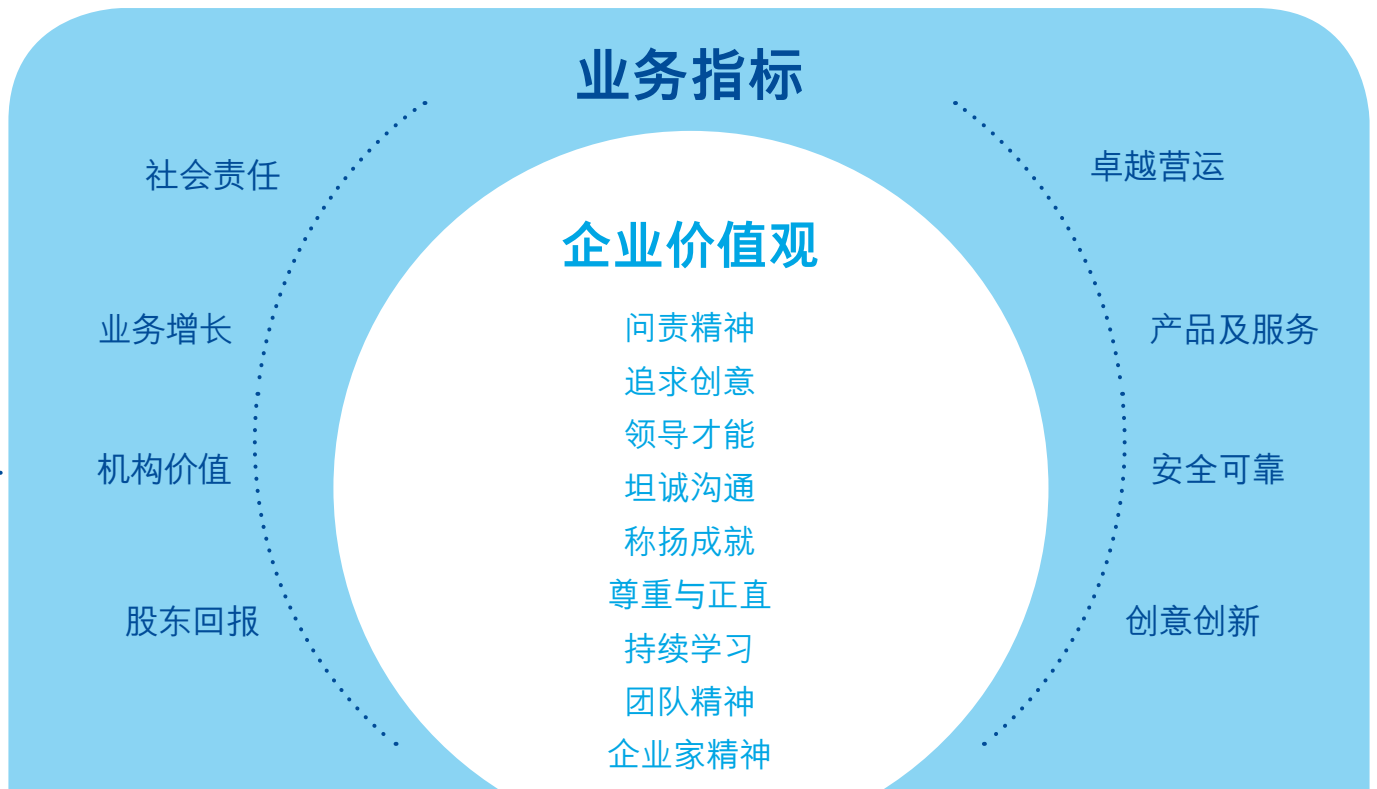 业务指标
社会责任
业务增长
机构价值
股东回报
企业价值观
问责精神
追求创意
领导才能
坦诚沟通
称扬成就
尊重与正直
持续学习
团队精神
企业家精神
卓越营运
产品及服务
安全可靠
创意创新